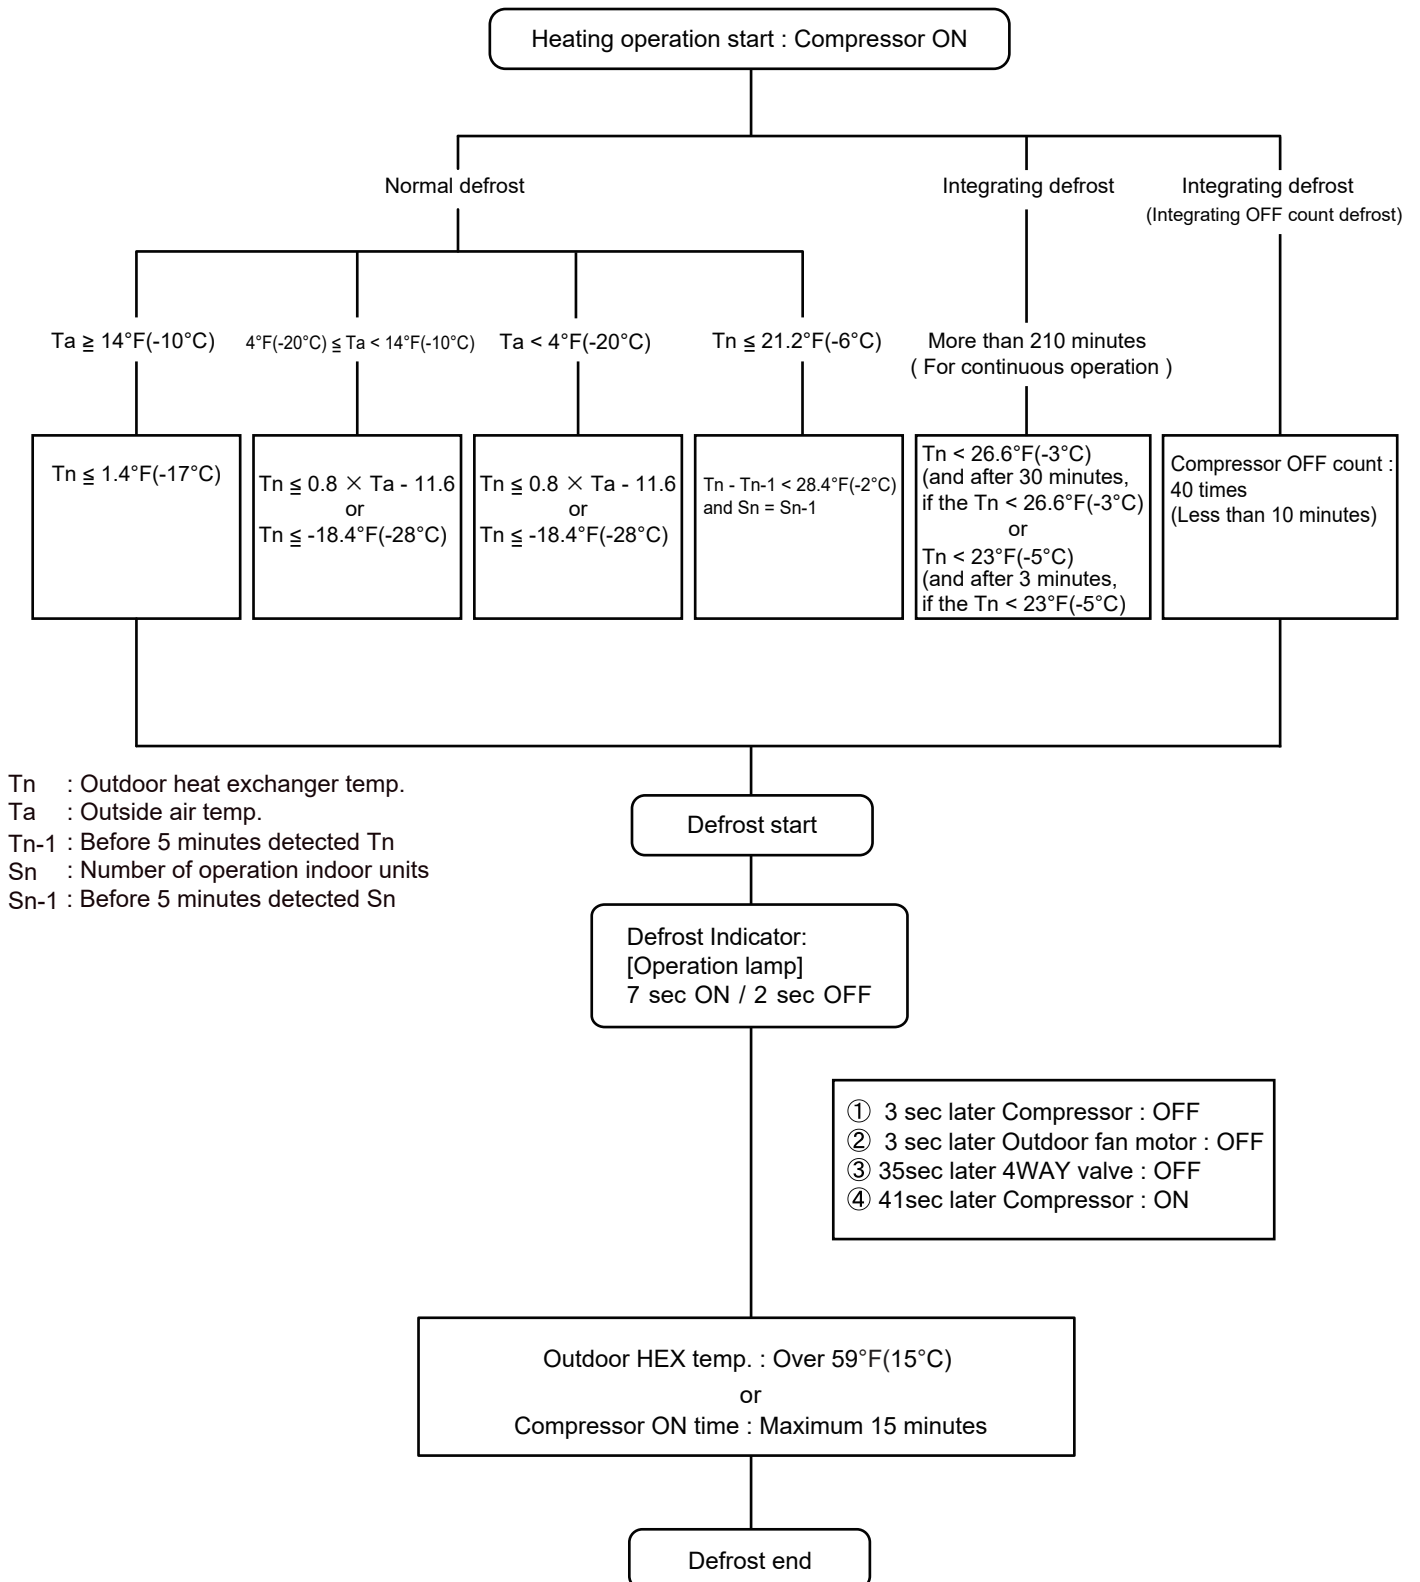 Heating operation start : Compressor ON
Normal defrost
Integrating defrost
Integrating defrost
(Integrating OFF count defrost)
Ta ≧ 14°F(-10°C)
4°F(-20°C) ≦ Ta < 14°F(-10°C)
Ta < 4°F(-20°C)
Tn ≦ 21.2°F(-6°C)
More than 210 minutes
( For continuous operation )
Tn ≦ 1.4°F(-17°C)
Tn ≦ 0.8 × Ta - 11.6
or
Tn ≦ -18.4°F(-28°C)
Tn ≦ 0.8 × Ta - 11.6
or
Tn ≦ -18.4°F(-28°C)
Tn - Tn-1 < 28.4°F(-2°C)
and Sn = Sn-1
Tn < 26.6°F(-3°C)
(and after 30 minutes,
if the Tn < 26.6°F(-3°C)
or
Tn < 23°F(-5°C)
(and after 3 minutes,
if the Tn < 23°F(-5°C)
Compressor OFF count :
40 times
(Less than 10 minutes)
Tn : Outdoor heat exchanger temp.
Ta : Outside air temp.
Tn-1 : Before 5 minutes detected Tn
Sn : Number of operation indoor units
Sn-1 : Before 5 minutes detected Sn
Defrost start
Defrost Indicator:
[Operation lamp]
7 sec ON / 2 sec OFF
① 3 sec later Compressor : OFF
② 3 sec later Outdoor fan motor : OFF
③ 35sec later 4WAY valve : OFF
④ 41sec later Compressor : ON
Outdoor HEX temp. : Over 59°F(15°C)
or
Compressor ON time : Maximum 15 minutes
Defrost end